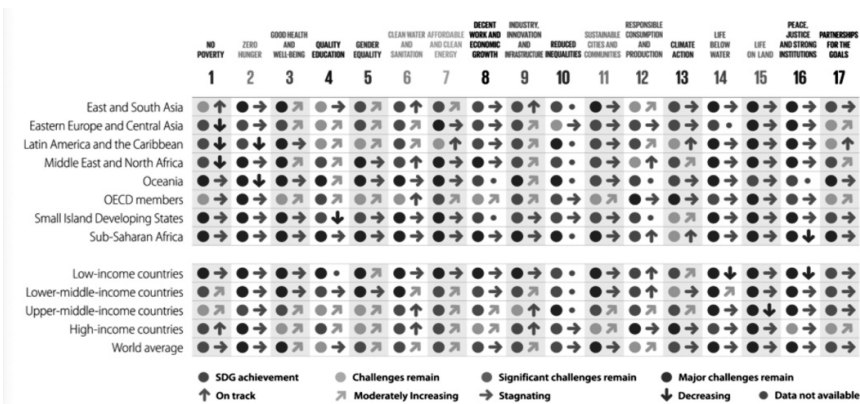 NO POVERTY
ZERO HUNGER
GOOD HEALTH AND WELL-BEING
QUALITY EDUCATION
GENDER EQUALITY
CLEAN WATER AND SANITATION
AFFORDABLE AND CLEAN ENERGY
DECENT WORK AND ECONOMIC GROWTH
INDUSTRY, INNOVATION AND INFRASTRUCTURE
REDUCED INEQUALITIES
SUSTAINABLE CITIES AND COMMUNITIES
RESPONSIBLE CONSUMPTION AND PRODUCTION
CLIMATE ACTION
LIFE BELOW WATER
LIFE ON LAND
PEACE, JUSTICE AND STRONG INSTITUTIONS
PARTNERSHIPS FOR THE GOALS
1 2 3 4 5 6 7 8 9 10 11 12 13 14 15 16 17
East and South Asia
Eastern Europe and Central Asia
Latin America and the Caribbean
Middle East and North Africa
Oceania
OECD members
Small Island Developing States
Sub-Saharan Africa
Low-income countries
Lower-middle-income countries
Upper-middle-income countries
High-income countries
World average
SDG achievement Challenges remain Significant challenges remain Major challenges remain
On track Moderately Increasing Stagnating Decreasing Data not available